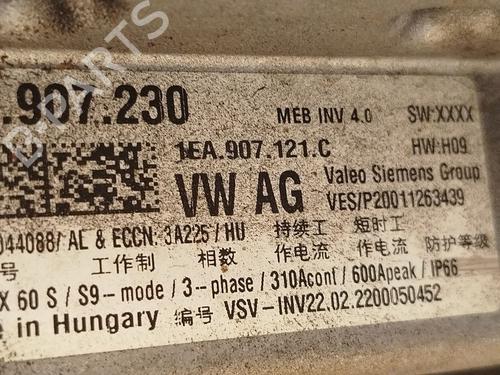 .907.230 MEB INV 4.0 SW:XXXX
1EA.907.121.C HW:H09
VW AG Valeo Siemens Group
VES/P20011263439
044088/ AL & ECCN: 3A225/HU 持续工 短时工
号 工作制 相数 作电流 作电流 防护等级
X 60 S / S9--mode / 3--phase / 310Acont / 600Apeak / IP66
in Hungary 编号 VSV-INV22.02.2200050452
B-PARTS